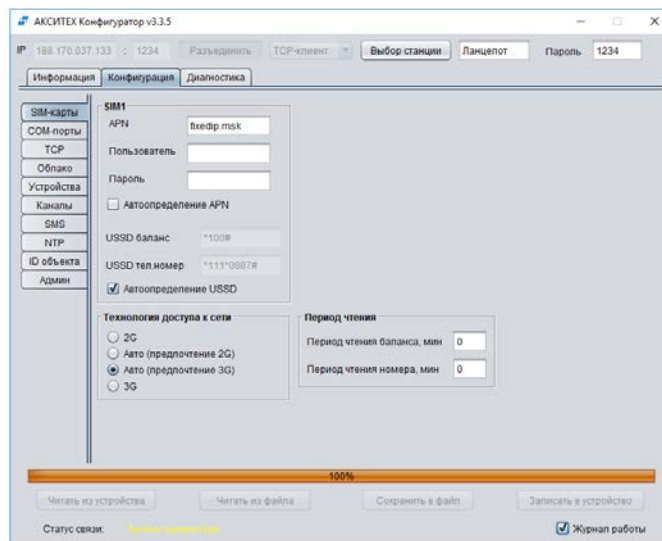 АКСИТЕХ Конфигуратор v3.3.5
IP 188.170.037.133 : 1234 Разъединить TCP-клиент Выбор станции Ланцелот Пароль 1234
Информация Конфигурация Диагностика
SIM-карты
COM-порты
TCP
Облако
Устройства
Каналы
SMS
NTP
ID объекта
Админ
SIM1
APN fixedip.msk
Пользователь
Пароль
Автоопределение APN
USSD баланс *100#
USSD тел.номер *111*0887#
Автоопределение USSD
Технология доступа к сети
2G
Авто (предпочтение 2G)
Авто (предпочтение 3G)
3G
Период чтения
Период чтения баланса, мин 0
Период чтения номера, мин 0
100%
Читать из устройства Читать из файла Сохранить в файл Записать в устройство
Статус связи: Журнал работы